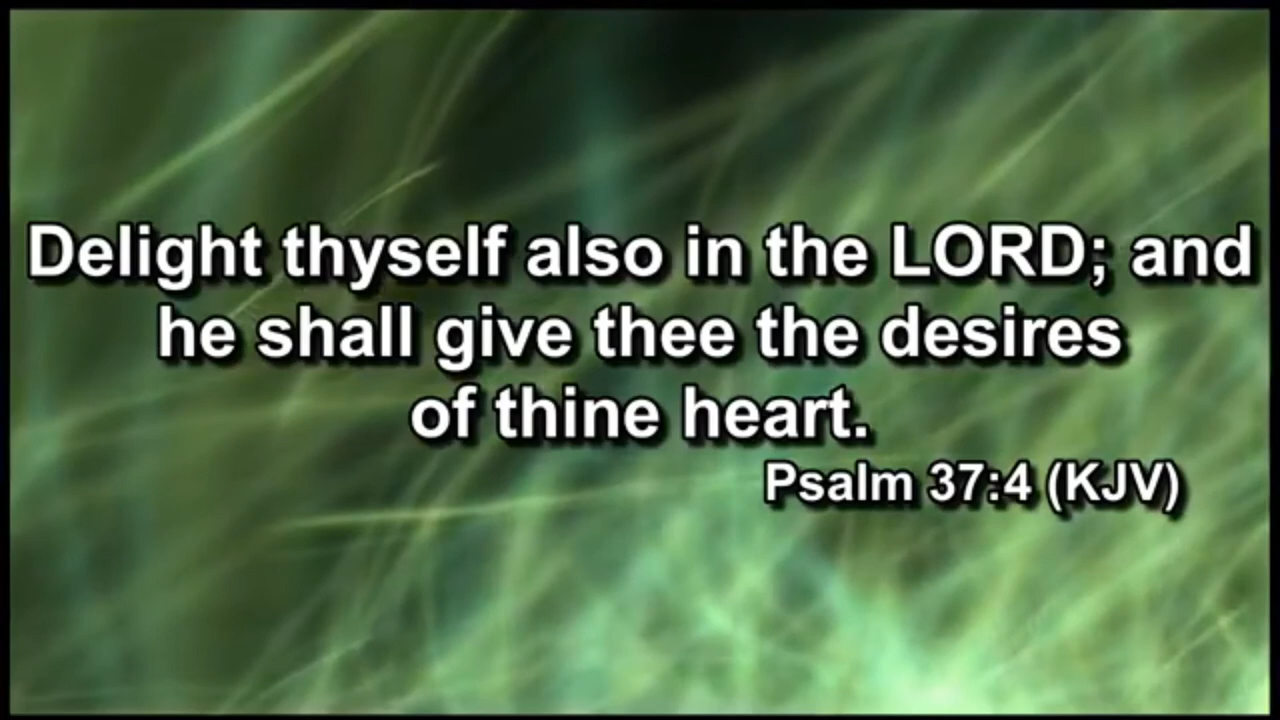 Delight thyself also in the LORD; and
he shall give thee the desires
of thine heart.
Psalm 37:4 (KJV)